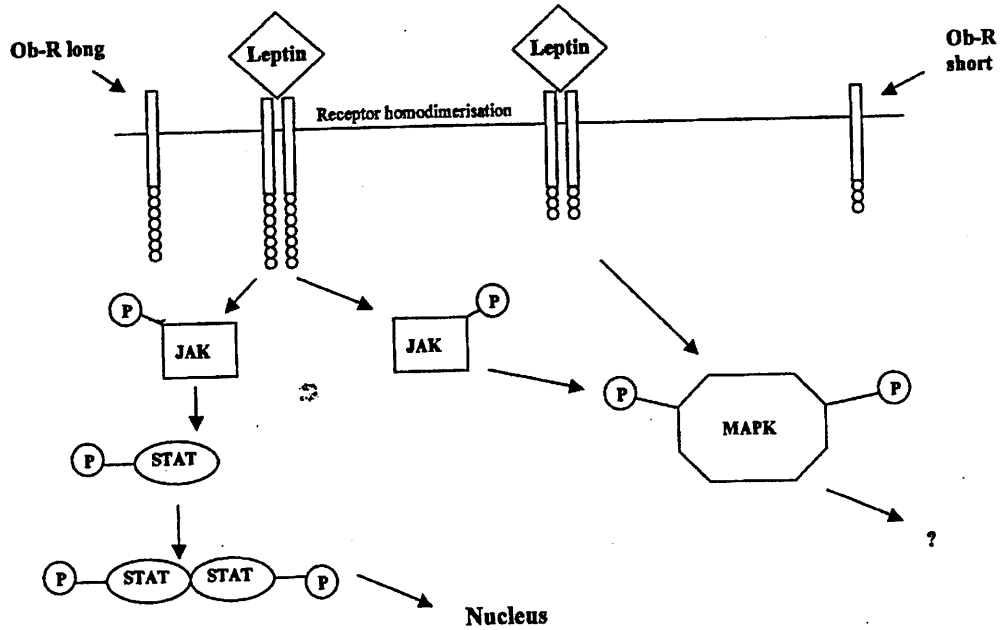 Ob-R long
Leptin
Leptin
Ob-R
short
Receptor homodimerisation
P
JAK
JAK
P
P
MAPK
P
P
STAT
?
P
STAT
STAT
P
Nucleus